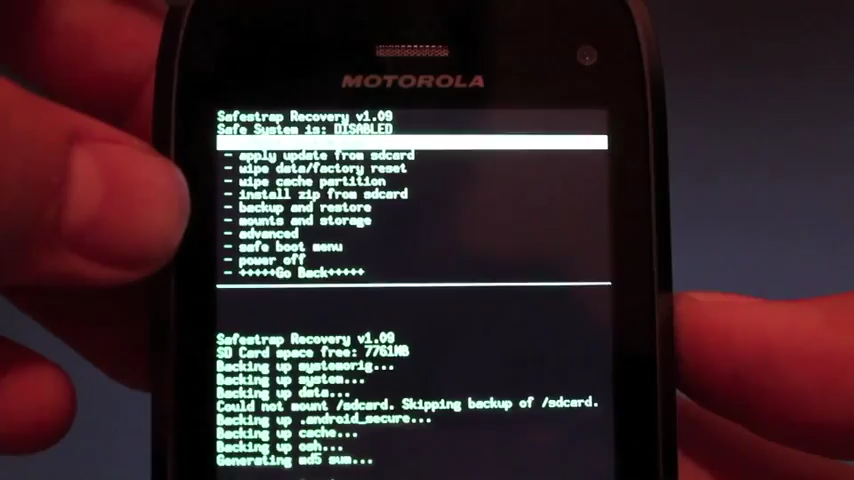 MOTOROLA
Safestrap Recovery v1.09
Safe System is: DISABLED
- apply update from sdcard
- wipe data/factory reset
- wipe cache partition
- install zip from sdcard
- backup and restore
- mounts and storage
- advanced
- safe boot menu
- power off
- +++++Go Back+++++
Safestrap Recovery v1.09
SD Card space free: 7761MB
Backing up systemorig...
Backing up system...
Backing up data...
Could not mount /sdcard. Skipping backup of /sdcard.
Backing up .android_secure...
Backing up cache...
Backing up osh...
Generating md5 sum...